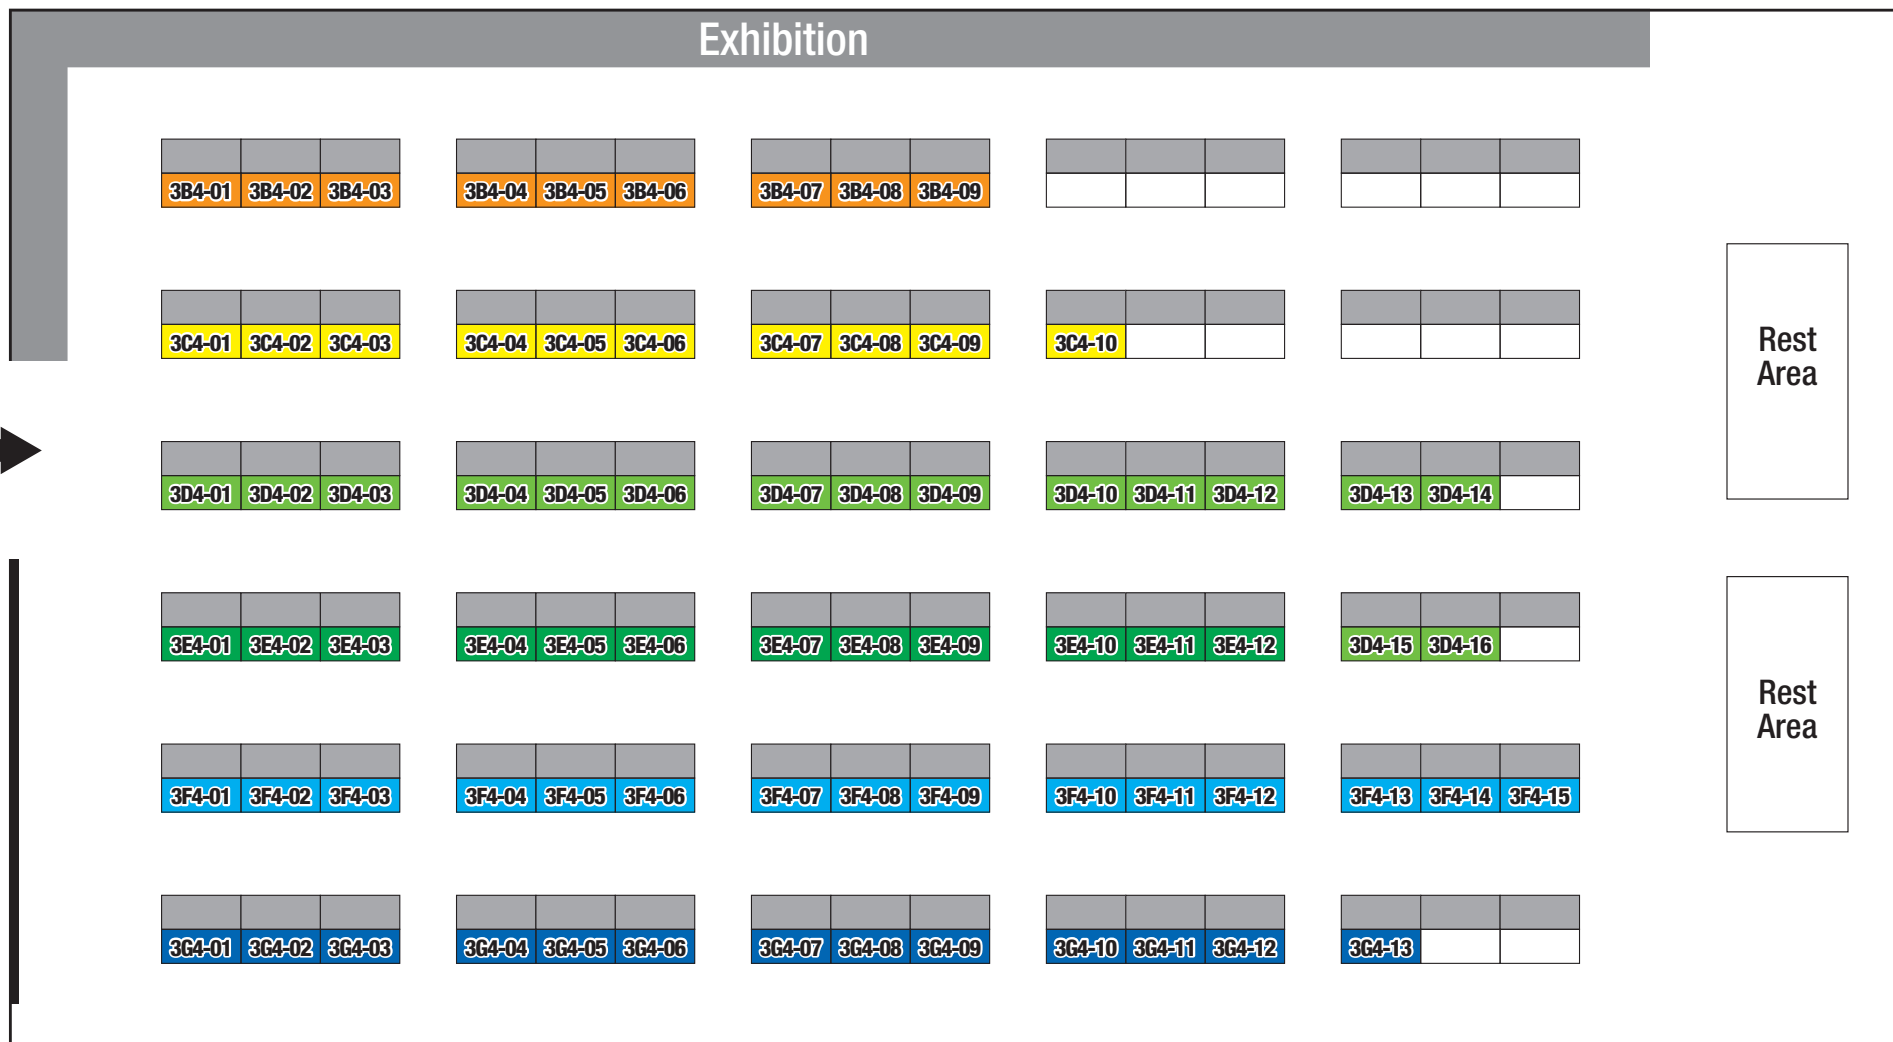 Exhibition
3B4-01 3B4-02 3B4-03 3B4-04 3B4-05 3B4-06 3B4-07 3B4-08 3B4-09
3C4-01 3C4-02 3C4-03 3C4-04 3C4-05 3C4-06 3C4-07 3C4-08 3C4-09 3C4-10
Rest
Area
3D4-01 3D4-02 3D4-03 3D4-04 3D4-05 3D4-06 3D4-07 3D4-08 3D4-09 3D4-10 3D4-11 3D4-12 3D4-13 3D4-14
3E4-01 3E4-02 3E4-03 3E4-04 3E4-05 3E4-06 3E4-07 3E4-08 3E4-09 3E4-10 3E4-11 3E4-12 3D4-15 3D4-16
Rest
Area
3F4-01 3F4-02 3F4-03 3F4-04 3F4-05 3F4-06 3F4-07 3F4-08 3F4-09 3F4-10 3F4-11 3F4-12 3F4-13 3F4-14 3F4-15
3G4-01 3G4-02 3G4-03 3G4-04 3G4-05 3G4-06 3G4-07 3G4-08 3G4-09 3G4-10 3G4-11 3G4-12 3G4-13